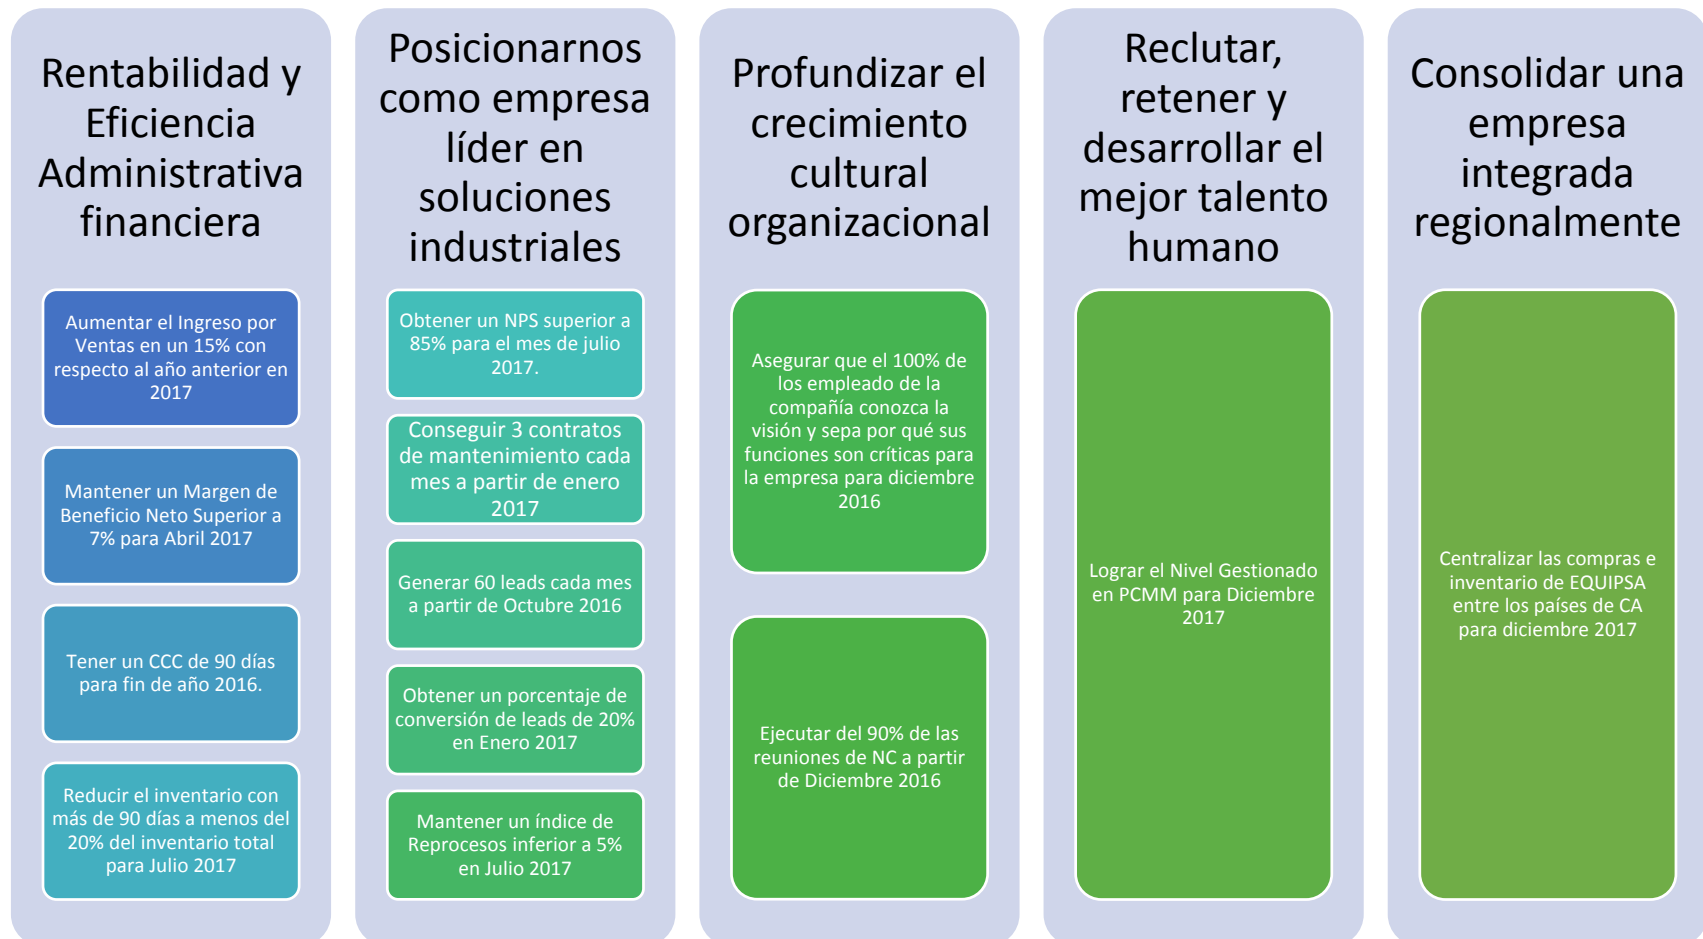 Rentabilidad y
Eficiencia
Administrativa
financiera
Aumentar el Ingreso por
Ventas en un 15% con
respecto al año anterior en
2017
Mantener un Margen de
Beneficio Neto Superior a
7% para Abril 2017
Tener un CCC de 90 días
para fin de año 2016.
Reducir el inventario con
más de 90 días a menos del
20% del inventario total
para Julio 2017
Posicionarnos
como empresa
líder en
soluciones
industriales
Obtener un NPS superior a
85% para el mes de julio
2017.
Conseguir 3 contratos
de mantenimiento cada
mes a partir de enero
2017
Generar 60 leads cada mes
a partir de Octubre 2016
Obtener un porcentaje de
conversión de leads de 20%
en Enero 2017
Mantener un índice de
Reprocesos inferior a 5%
en Julio 2017
Profundizar el
crecimiento
cultural
organizacional
Asegurar que el 100% de
los empleado de la
compañía conozca la
visión y sepa por qué sus
funciones son críticas para
la empresa para diciembre
2016
Ejecutar del 90% de las
reuniones de NC a partir
de Diciembre 2016
Reclutar,
retener y
desarrollar el
mejor talento
humano
Lograr el Nivel Gestionado
en PCMM para Diciembre
2017
Consolidar una
empresa
integrada
regionalmente
Centralizar las compras e
inventario de EQUIPSA
entre los países de CA
para diciembre 2017